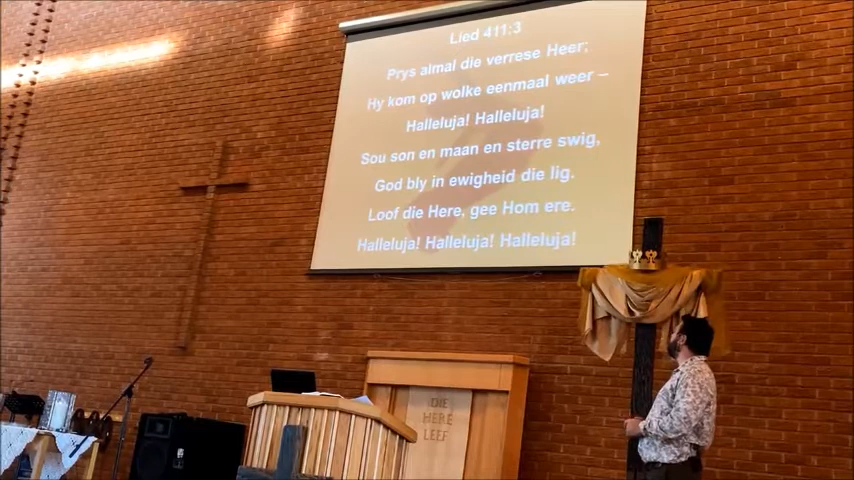 Lied 411:3
Prys almal die verrese Heer;
Hy kom op wolke eenmaal weer –
Halleluja! Halleluja!
Sou son en maan en sterre swig,
God bly in ewigheid die lig.
Loof die Here, gee Hom ere.
Halleluja! Halleluja! Halleluja!
DIE
HERE
LEEF